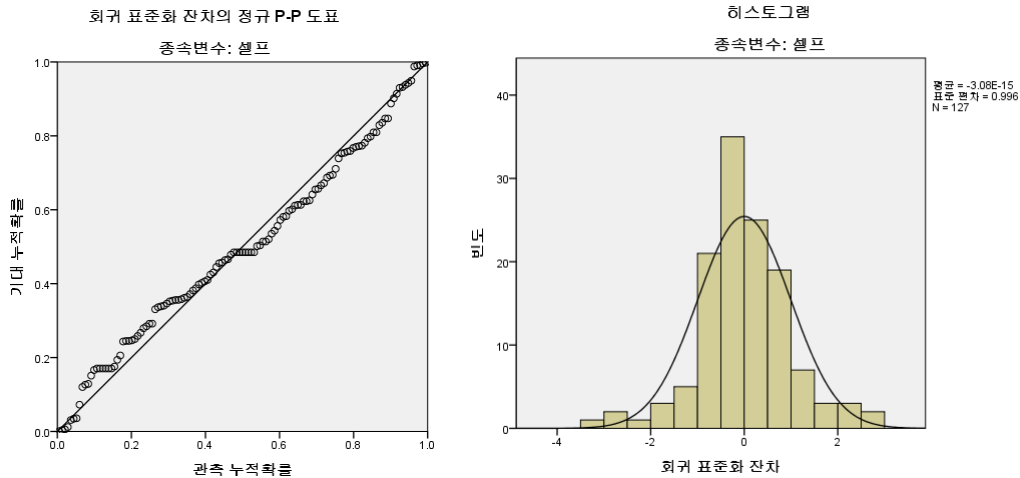 회귀 표준화 잔차의 정규 P-P 도표
종속변수: 셀프
기대 누적확률
1.0
0.8
0.6
0.4
0.2
0.0
0.0 0.2 0.4 0.6 0.8 1.0
관측 누적확률
히스토그램
종속변수: 셀프
평균 = -3.08E-15
표준 편차 = 0.996
N = 127
빈도
40
30
20
10
0
-4 -2 0 2
회귀 표준화 잔차